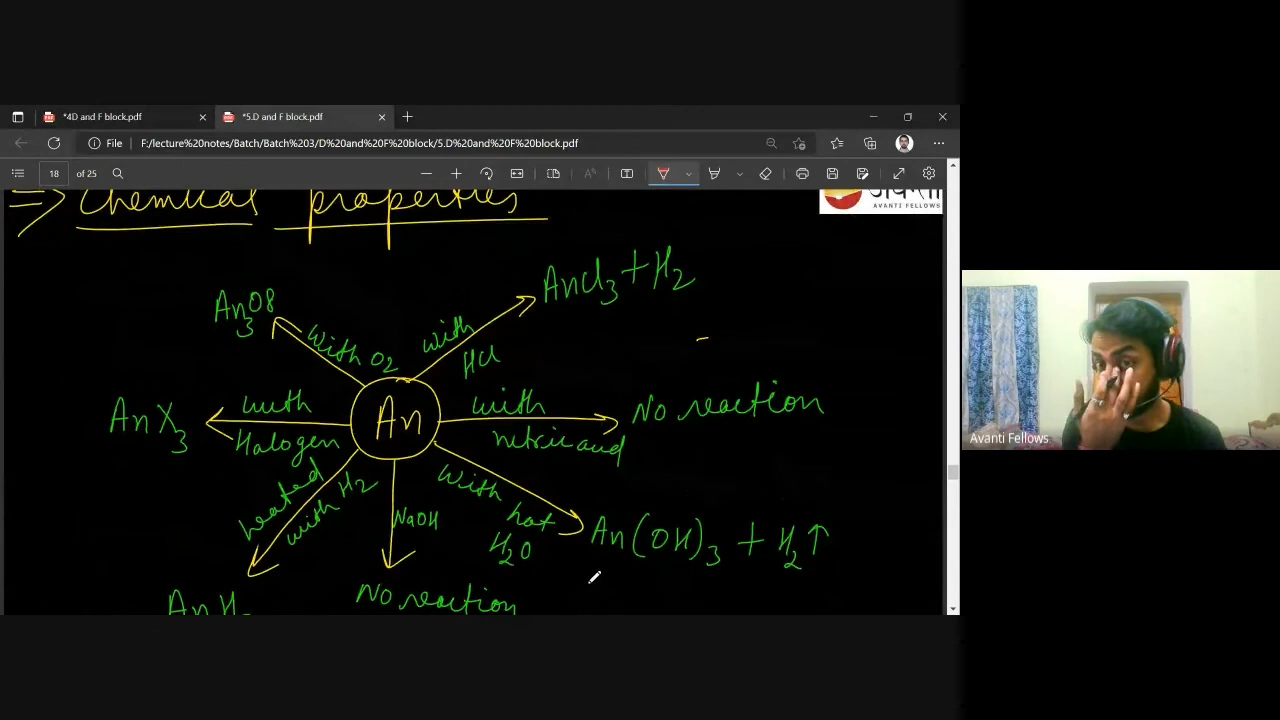 *4D and F block.pdf
*5.D and F block.pdf
File
F:/lecture%20notes/Batch/Batch%203/D%20and%20F%20block/5.D%20and%20F%20block.pdf
18 of 25
=> Chemical properties
अवन्ती
AVANTI FELLOWS
AnCl3 + H2
An3O8
with O2
with
HCl
An
AnX3
with
Halogen
with
nitric acid
No reaction
heated
with H2
NaOH
With
hot
H2O
An(OH)3 + H2↑
No reaction
Avanti Fellows